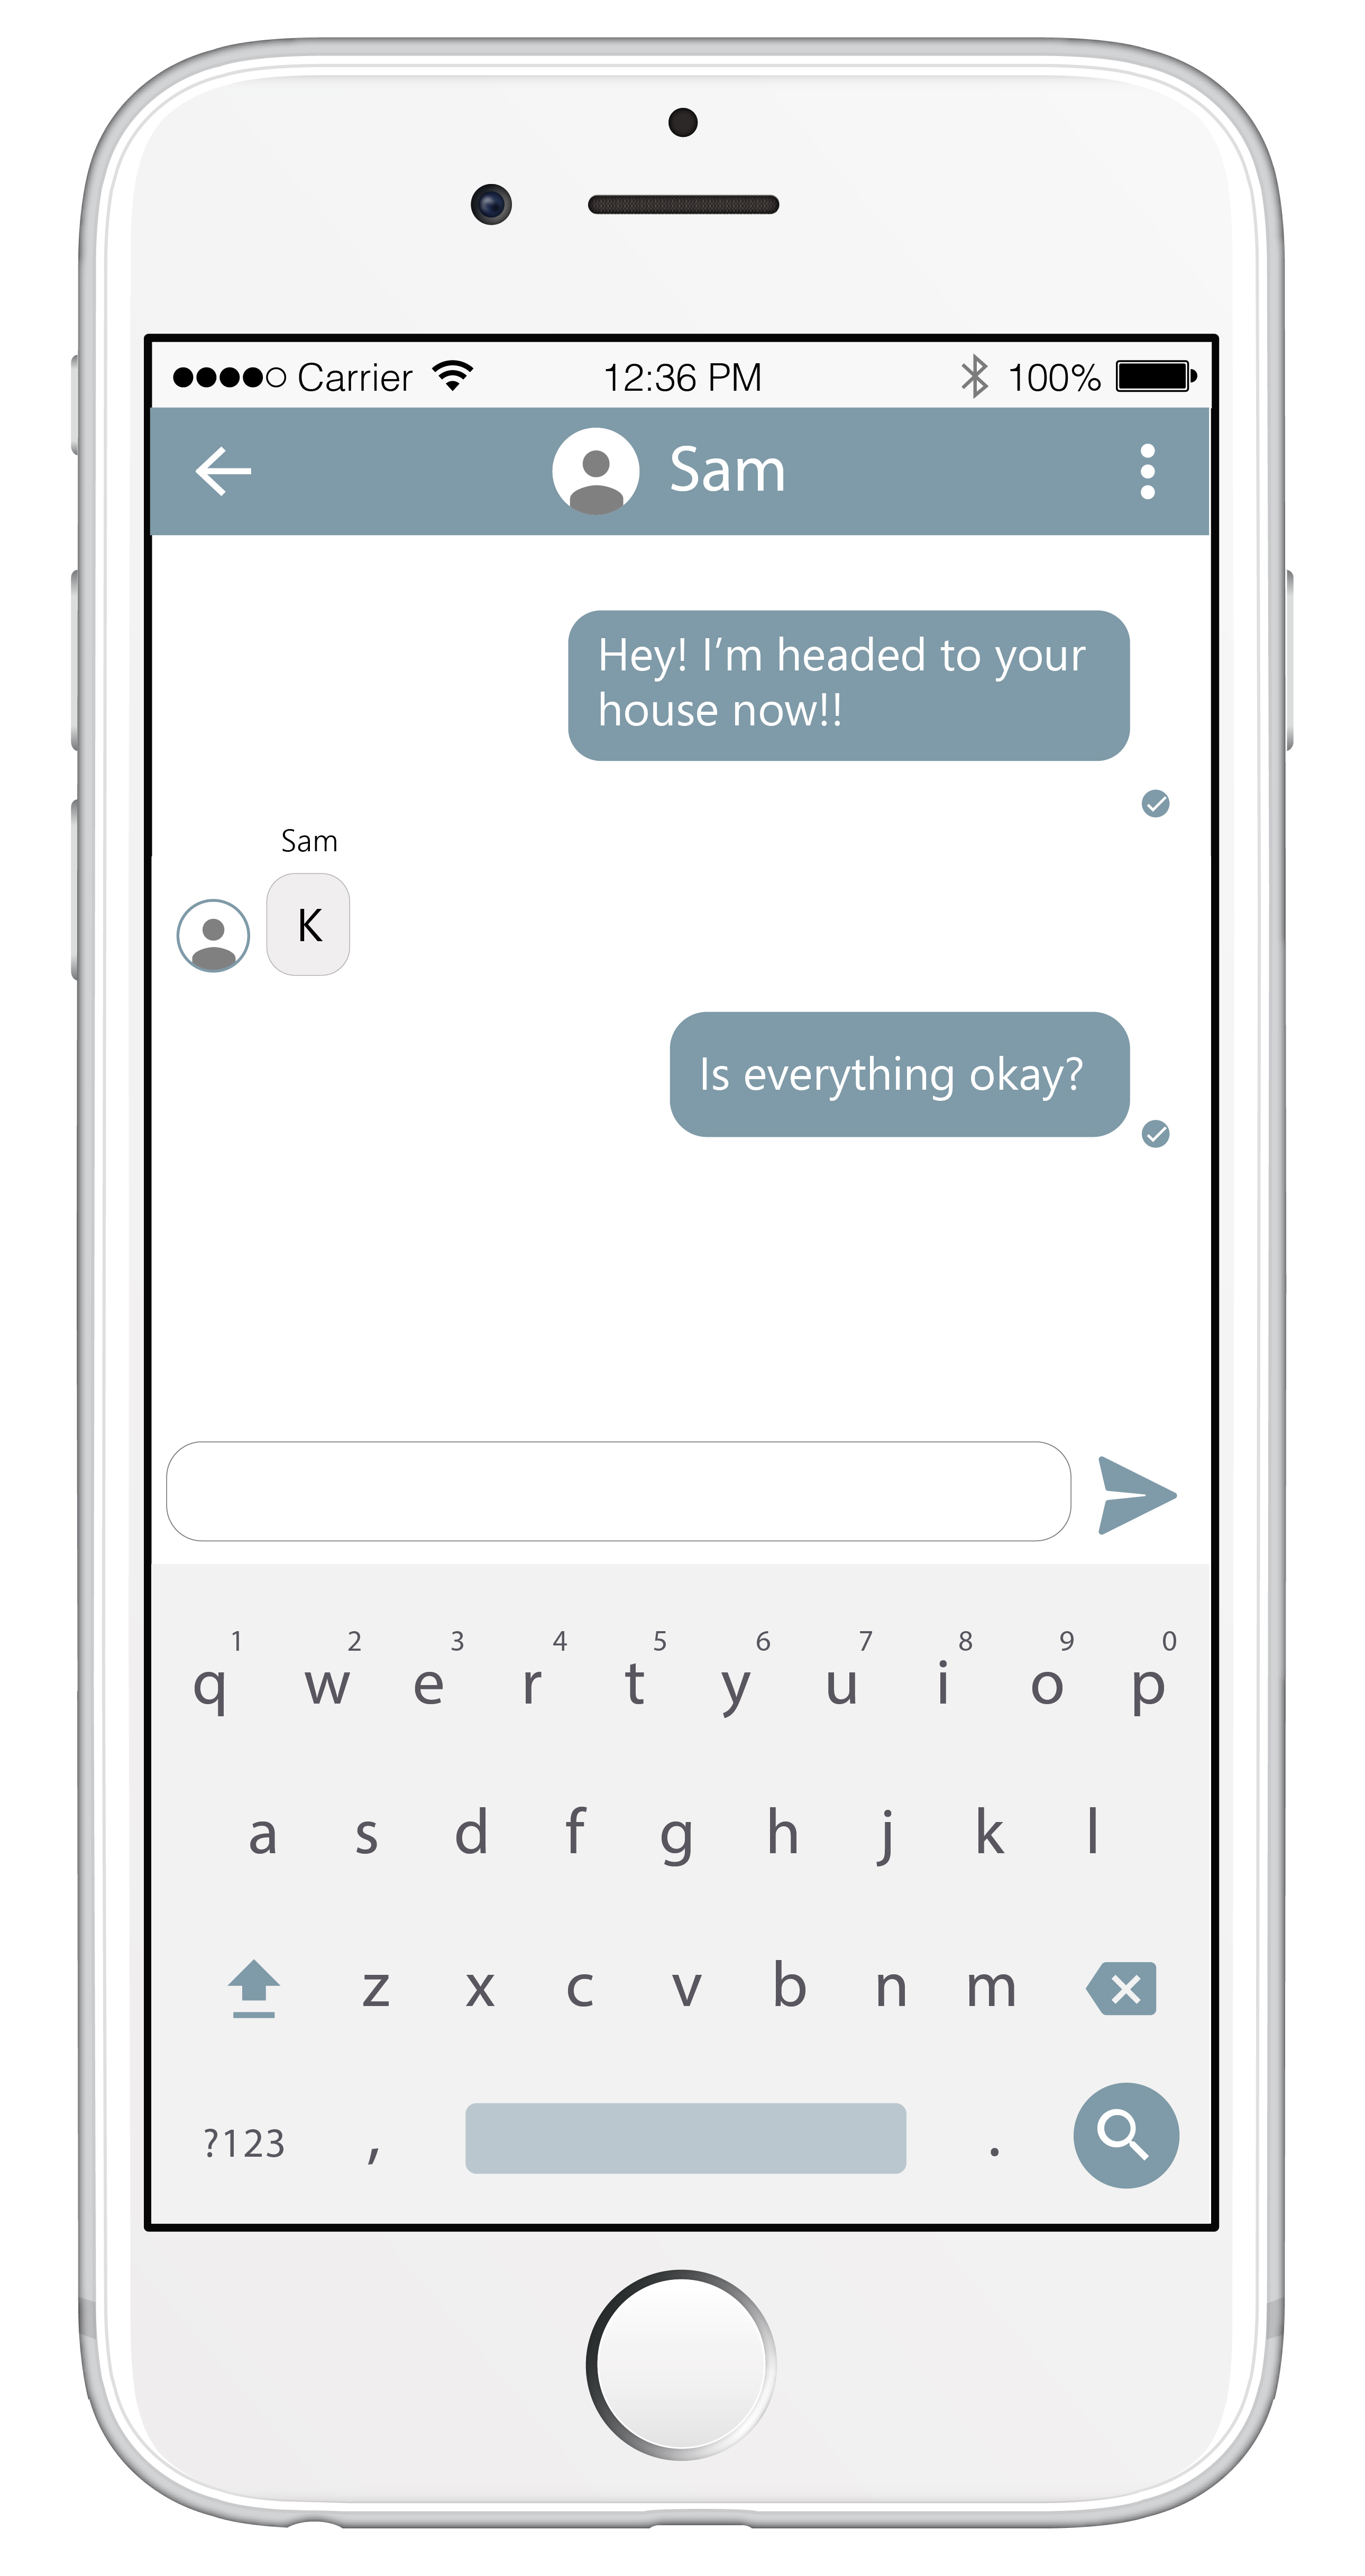 Carrier 12:36 PM 100%
Sam
Hey! I’m headed to your
house now!!
Sam
K
Is everything okay?
1 2 3 4 5 6 7 8 9 0
q w e r t y u i o p
a s d f g h j k l
z x c v b n m
?123 , .